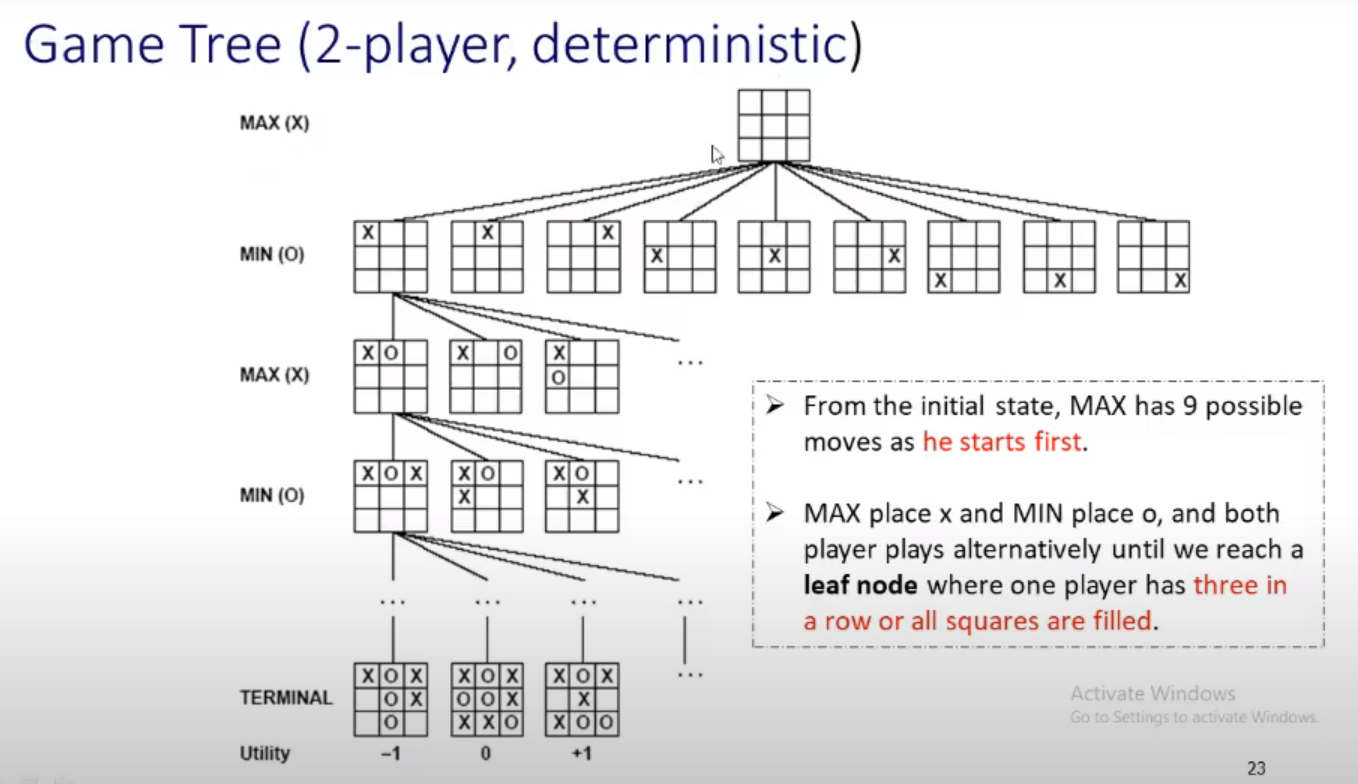 Game Tree (2-player, deterministic)
MAX (X)
MIN (O)
X
X
X
X
X
X
X
X
X
MAX (X)
X O
X O
X
O
...
➢ From the initial state, MAX has 9 possible
moves as he starts first.
MIN (O)
X O X
X O
X
X O
X
...
➢ MAX place x and MIN place o, and both
player plays alternatively until we reach a
leaf node where one player has three in
a row or all squares are filled.
... ... ... ...
TERMINAL
X O X
O X
O
X O X
O O X
X X O
X O X
X
X O O
...
Utility
–1 0 +1
Activate Windows
Go to Settings to activate Windows.
23